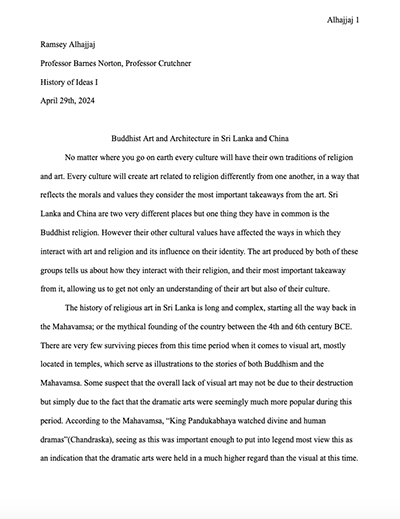 Alhajjaj 1
Ramsey Alhajjaj
Professor Barnes Norton, Professor Crutchner
History of Ideas I
April 29th, 2024
Buddhist Art and Architecture in Sri Lanka and China
No matter where you go on earth every culture will have their own traditions of religion
and art. Every culture will create art related to religion differently from one another, in a way that
reflects the morals and values they consider the most important takeaways from the art. Sri
Lanka and China are two very different places but one thing they have in common is the
Buddhist religion. However their other cultural values have affected the ways in which they
interact with art and religion and its influence on their identity. The art produced by both of these
groups tells us about how they interact with their religion, and their most important takeaway
from it, allowing us to get not only an understanding of their art but also of their culture.
The history of religious art in Sri Lanka is long and complex, starting all the way back in
the Mahavamsa; or the mythical founding of the country between the 4th and 6th century BCE.
There are very few surviving pieces from this time period when it comes to visual art, mostly
located in temples, which serve as illustrations to the stories of both Buddhism and the
Mahavamsa. Some suspect that the overall lack of visual art may not be due to their destruction
but simply due to the fact that the dramatic arts were seemingly much more popular during this
period. According to the Mahavamsa, “King Pandukabhaya watched divine and human
dramas”(Chandraska), seeing as this was important enough to put into legend most view this as
an indication that the dramatic arts were held in a much higher regard than the visual at this time.